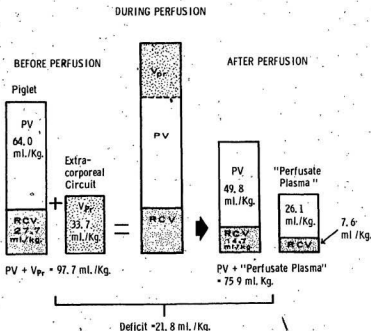 DURING PERFUSION
BEFORE PERFUSION
AFTER PERFUSION
Piglet
PV
64.0
ml./Kg.
RCV
27.7
ml/kg.
+
Extra-
corporeal
Circuit
VPr
33.7
ml./Kg.
=
Vpr
PV
RCV
PV
49.8
ml./Kg.
RCV
14.7
ml/kg
"Perfusate
Plasma"
26.1
ml./Kg.
RCV
7.6
ml/Kg.
PV + VPr = 97.7 ml./Kg.
PV + "Perfusate Plasma"
= 75 9 ml. Kg.
Deficit =21.8 ml./Kg.